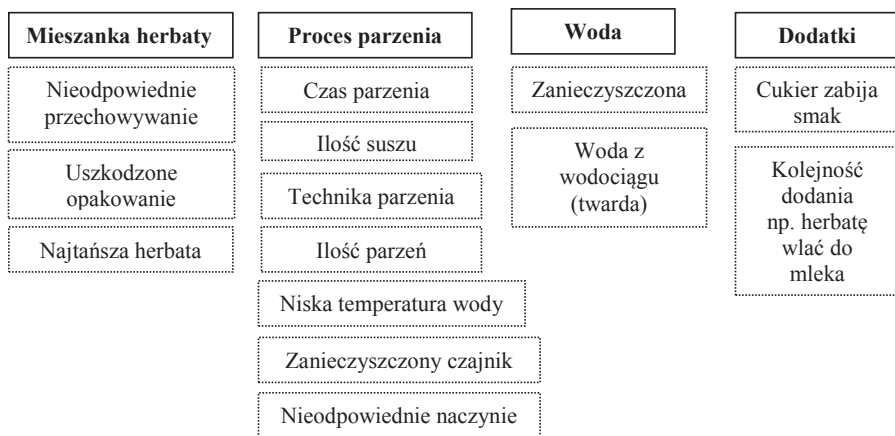 Mieszanka herbaty
Nieodpowiednie
przechowywanie
Uszkodzone
opakowanie
Najtańsza herbata
Proces parzenia
Czas parzenia
Ilość suszu
Technika parzenia
Ilość parzeń
Niska temperatura wody
Zanieczyszczony czajnik
Nieodpowiednie naczynie
Woda
Zanieczyszczona
Woda z
wodociągu
(twarda)
Dodatki
Cukier zabija
smak
Kolejność
dodania
np. herbatę
wlać do
mleka